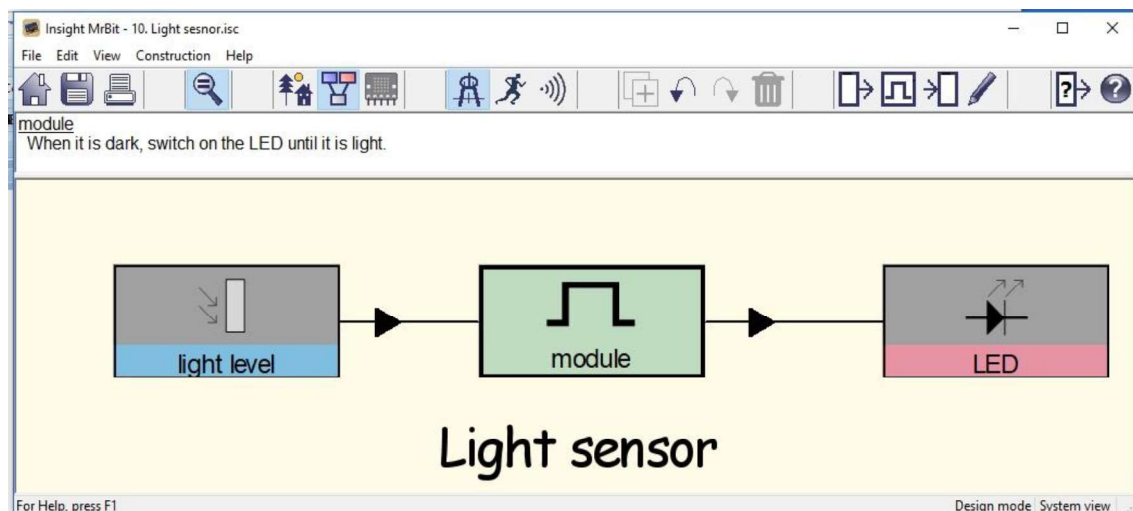 Insight MrBit - 10. Light sesnor.isc
File Edit View Construction Help
module
When it is dark, switch on the LED until it is light.
light level
module
LED
Light sensor
For Help, press F1
Design mode System view